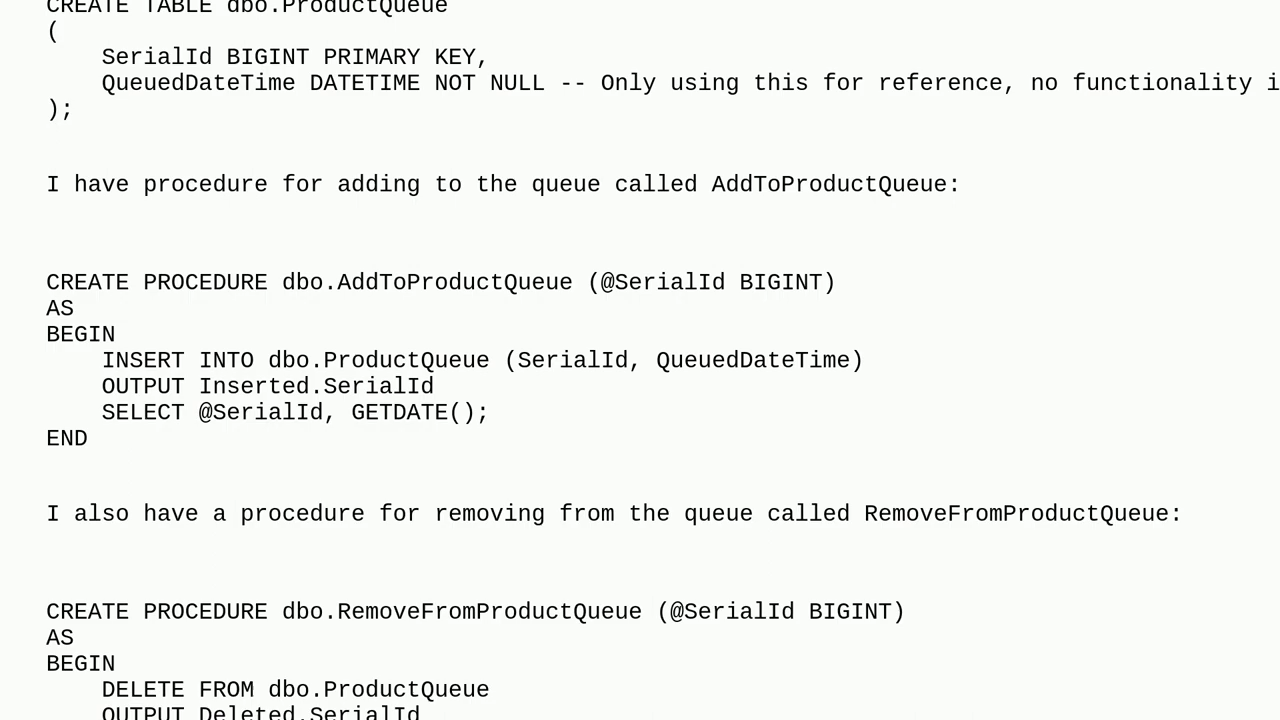 CREATE TABLE dbo.ProductQueue
(
    SerialId BIGINT PRIMARY KEY,
    QueuedDateTime DATETIME NOT NULL -- Only using this for reference, no functionality i
);
I have procedure for adding to the queue called AddToProductQueue:
CREATE PROCEDURE dbo.AddToProductQueue (@SerialId BIGINT)
AS
BEGIN
    INSERT INTO dbo.ProductQueue (SerialId, QueuedDateTime)
    OUTPUT Inserted.SerialId
    SELECT @SerialId, GETDATE();
END
I also have a procedure for removing from the queue called RemoveFromProductQueue:
CREATE PROCEDURE dbo.RemoveFromProductQueue (@SerialId BIGINT)
AS
BEGIN
    DELETE FROM dbo.ProductQueue
    OUTPUT Deleted.SerialId